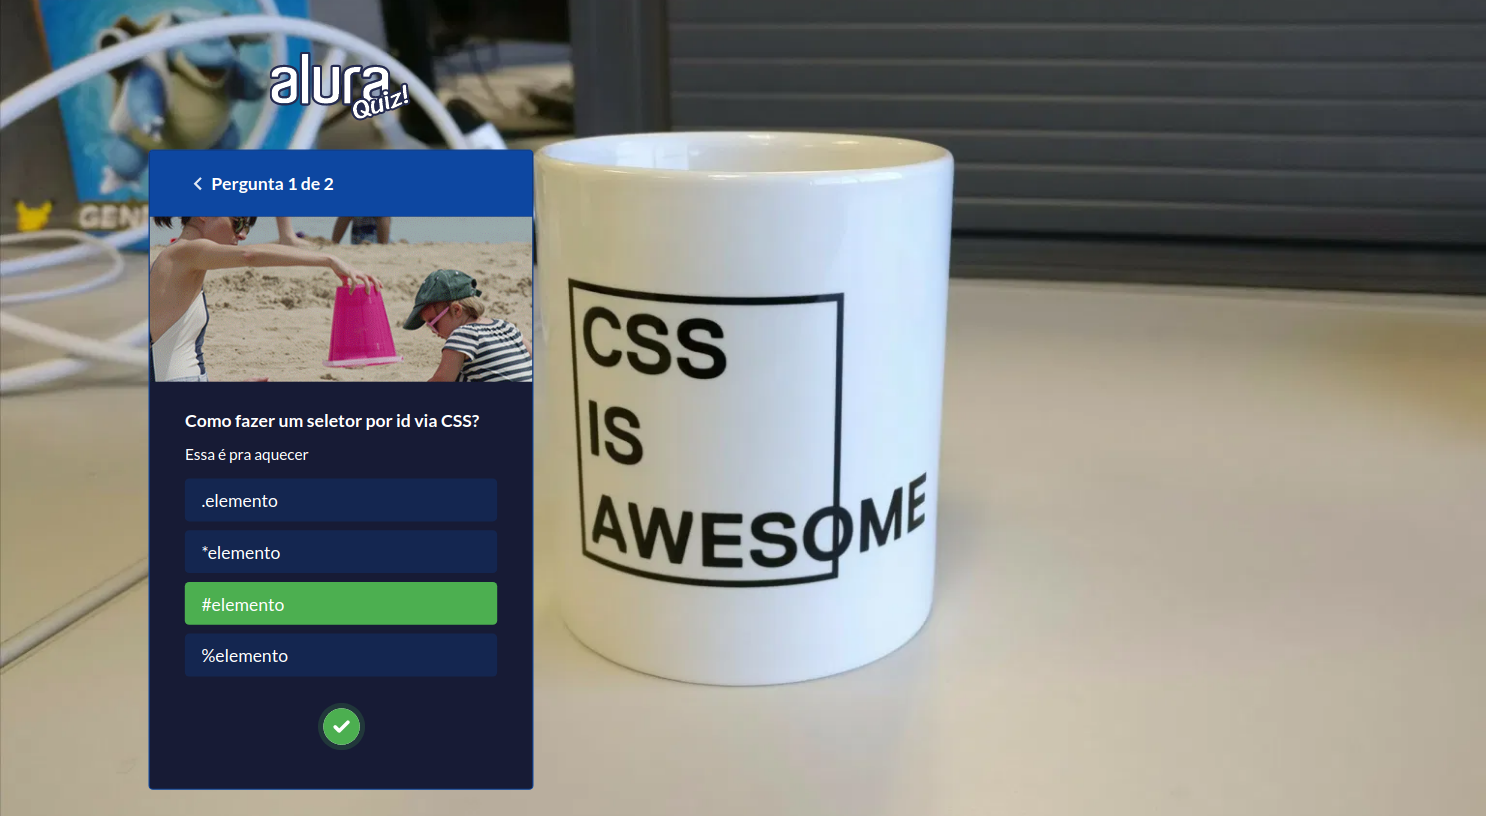 alura
Quiz!
Pergunta 1 de 2
GEN
Como fazer um seletor por id via CSS?
Essa é pra aquecer
.elemento
*elemento
#elemento
%elemento
CSS
IS
AWESOME